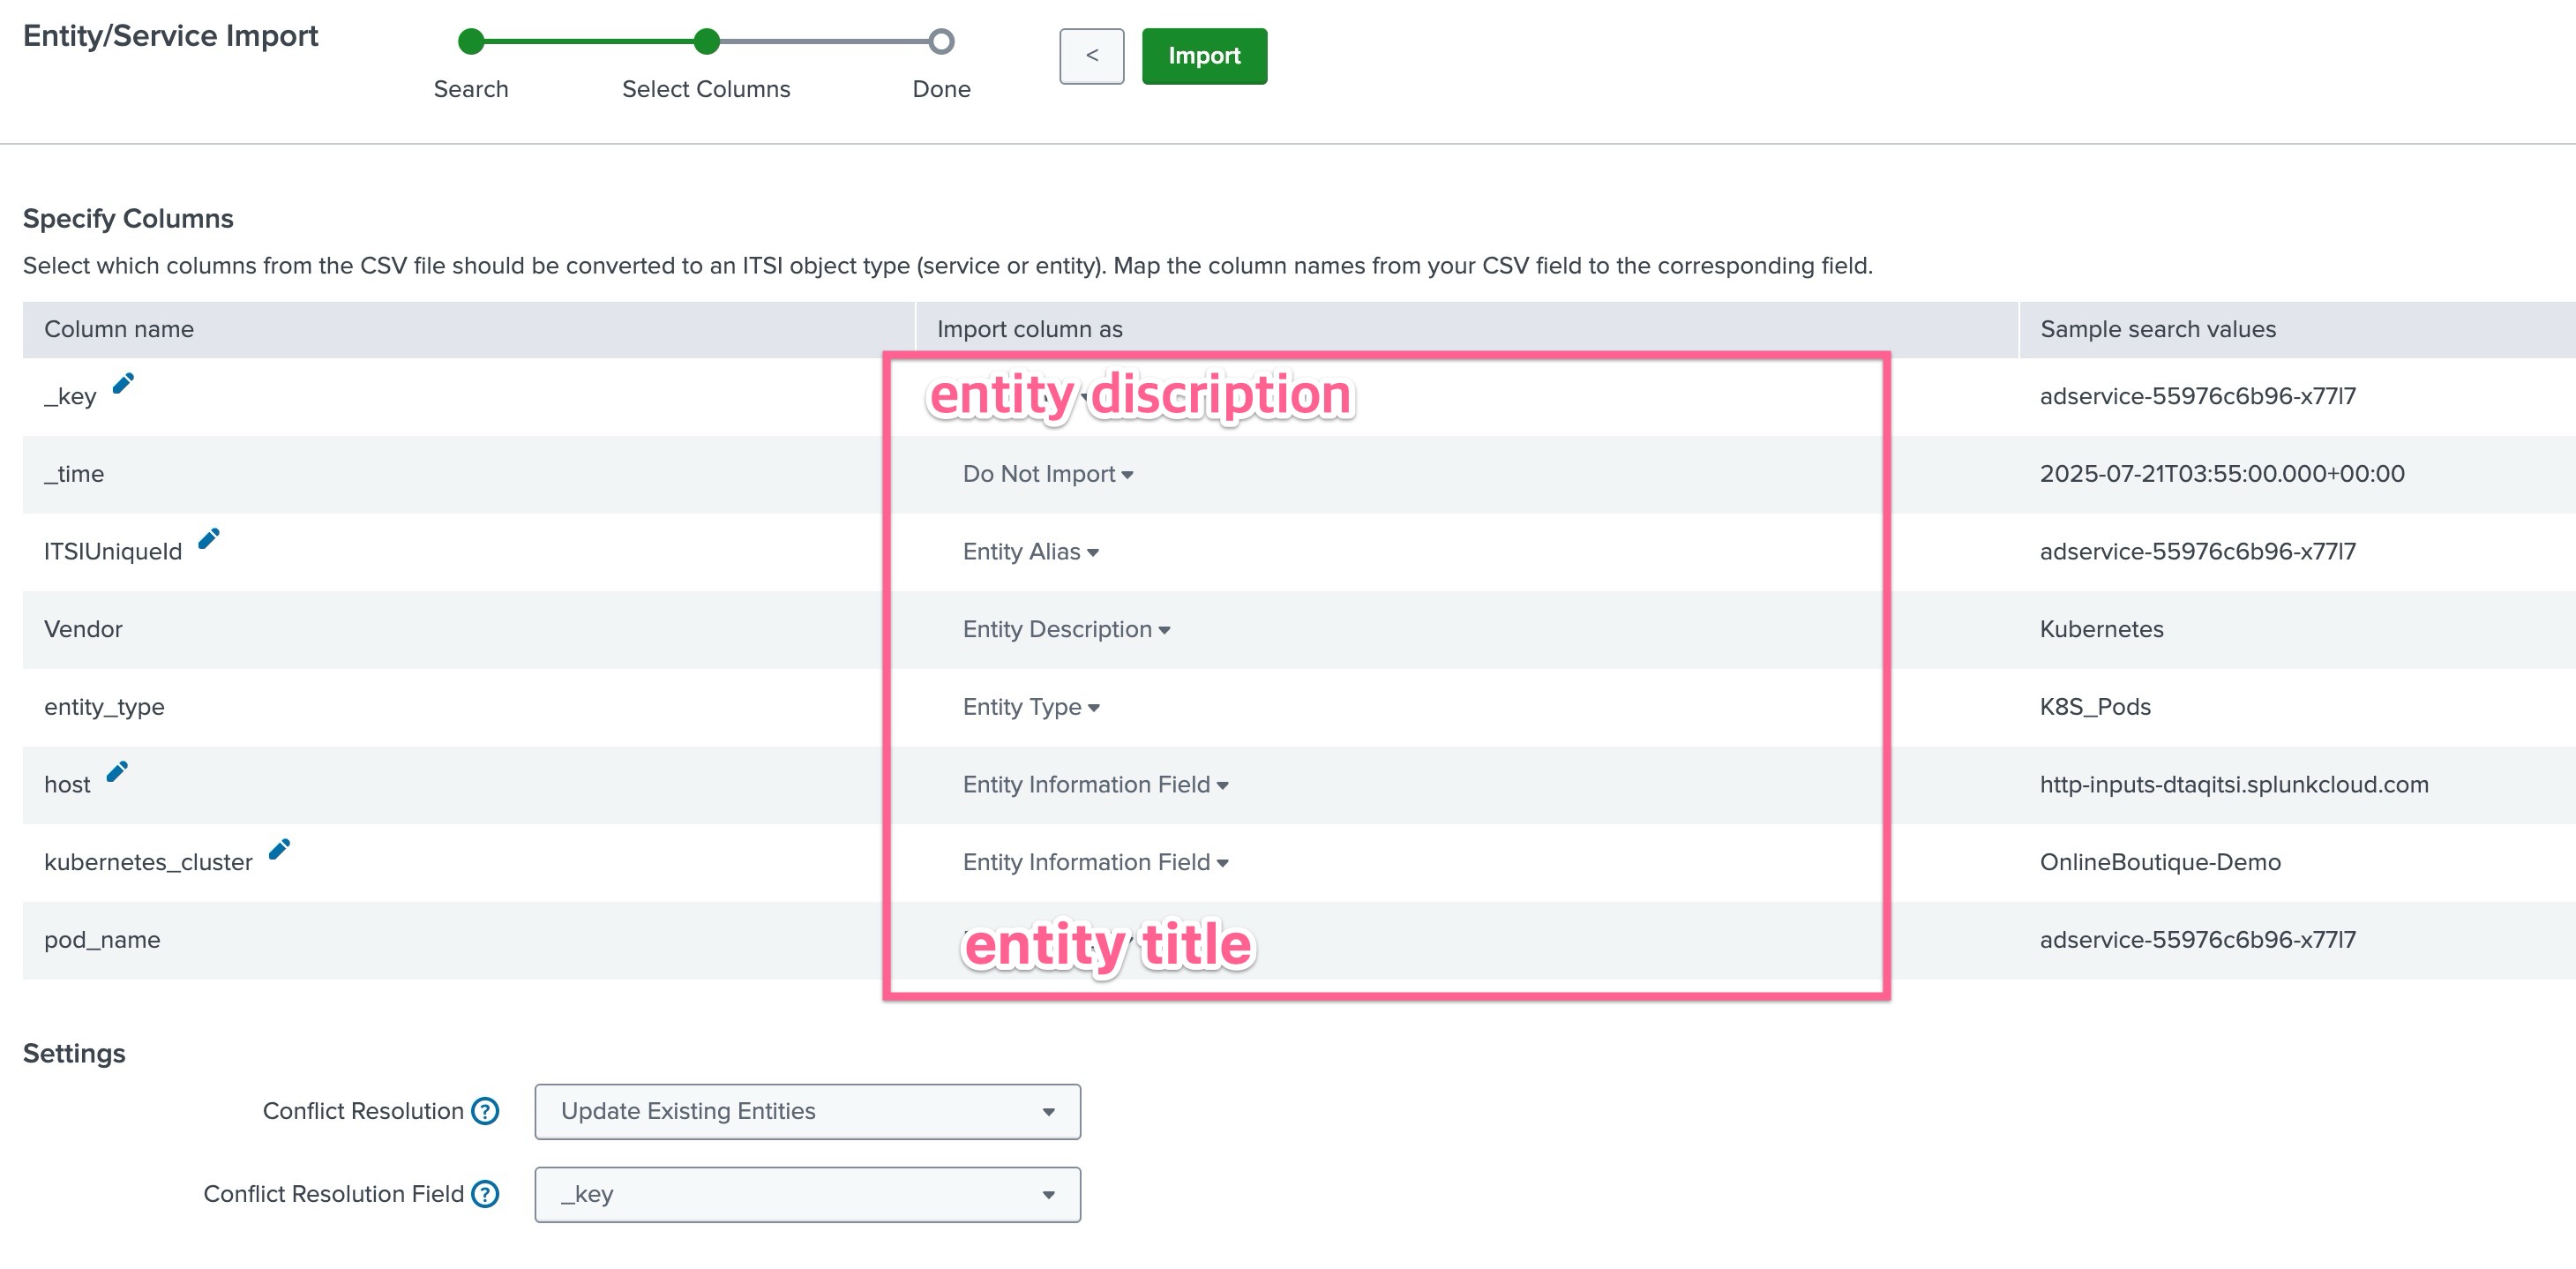 Entity/Service Import
Search
Select Columns
Done
<
Import
Specify Columns
Select which columns from the CSV file should be converted to an ITSI object type (service or entity). Map the column names from your CSV field to the corresponding field.
Column name Import column as Sample search values
_key entity discription adservice-55976c6b96-x77l7
_time Do Not Import 2025-07-21T03:55:00.000+00:00
ITSIUniqueId Entity Alias adservice-55976c6b96-x77l7
Vendor Entity Description Kubernetes
entity_type Entity Type K8S_Pods
host Entity Information Field http-inputs-dtaqitsi.splunkcloud.com
kubernetes_cluster Entity Information Field OnlineBoutique-Demo
pod_name entity title adservice-55976c6b96-x77l7
Settings
Conflict Resolution ? Update Existing Entities
Conflict Resolution Field ? _key